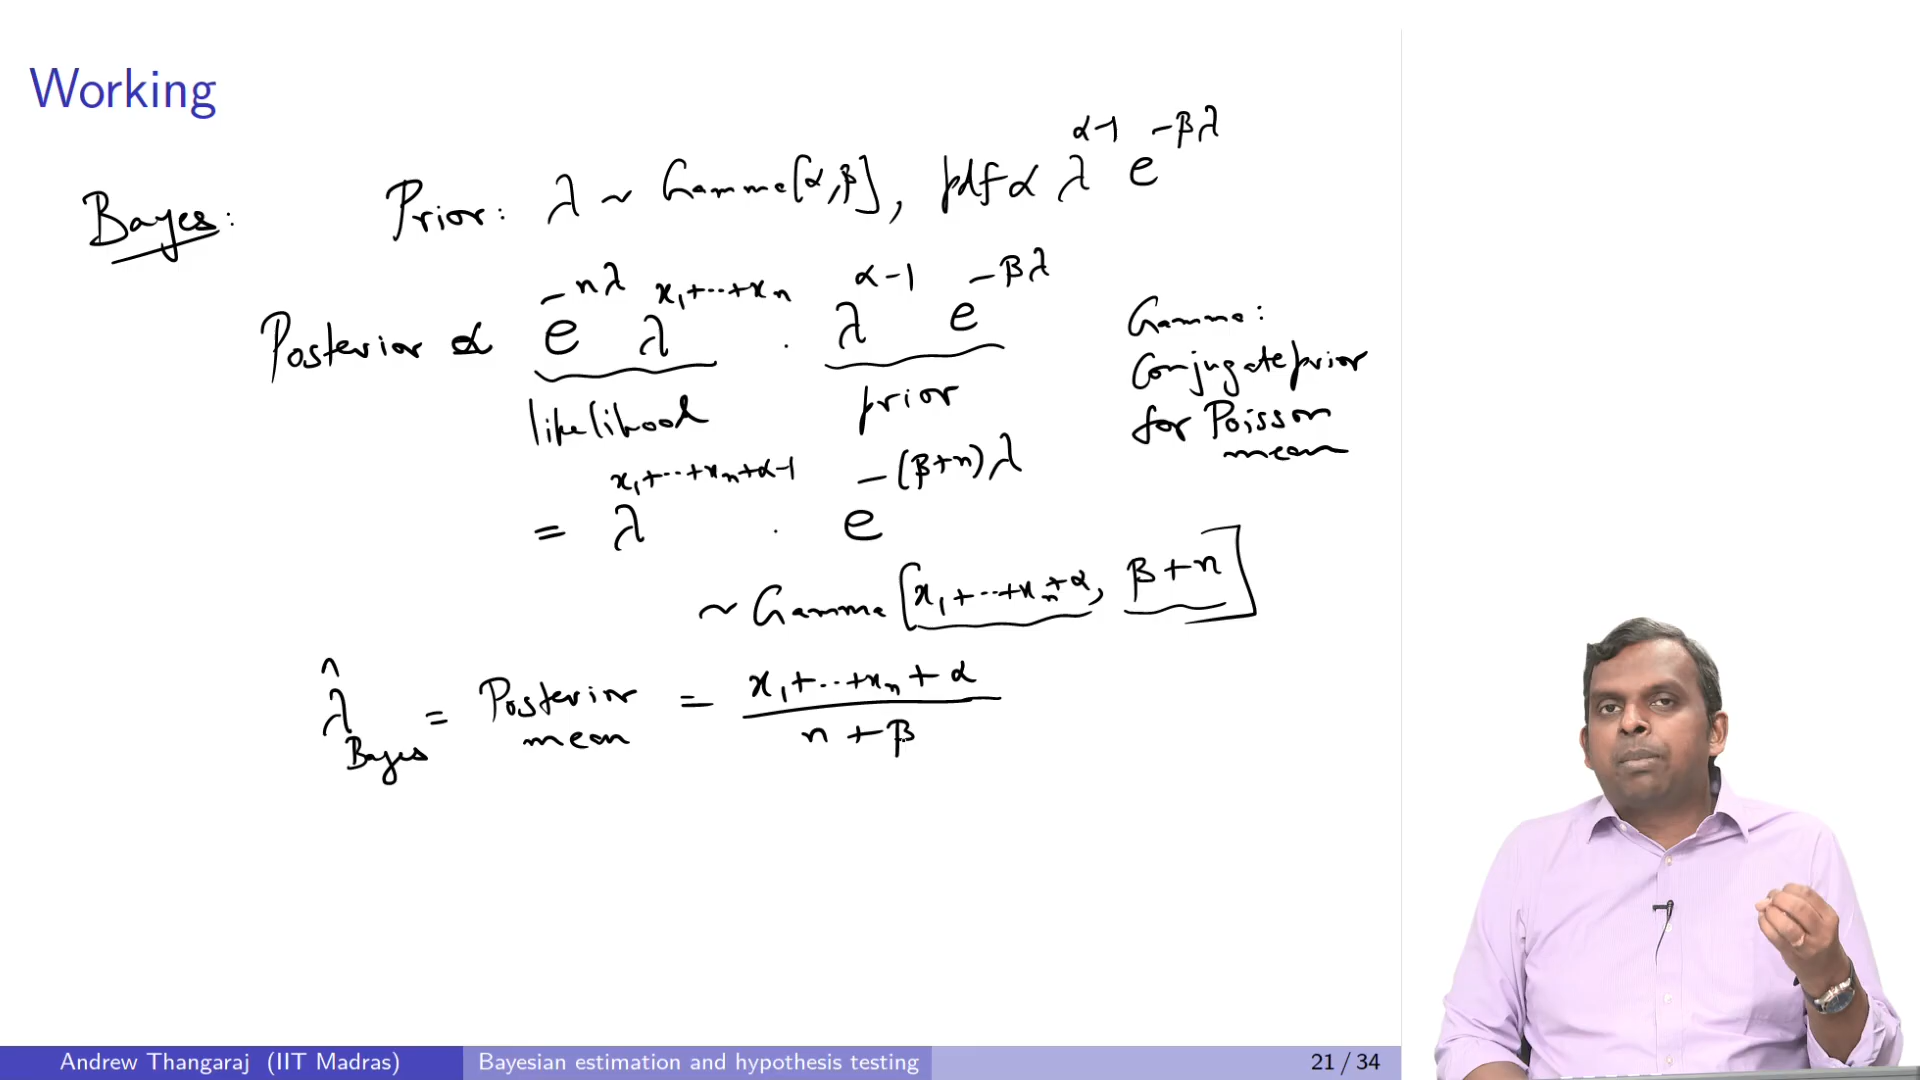 Working
Bayes: Prior: λ ~ Gamma[α,β], pdf ∝ λ^(α-1) e^(-βλ)
Posterior ∝ e^(-nλ) λ^(x₁+···+xₙ) · λ^(α-1) e^(-βλ)
likelihood prior
Gamma:
Conjugate prior
for Poisson
mean
= λ^(x₁+···+xₙ+α-1) · e^(-(β+n)λ)
~ Gamma[x₁+···+xₙ+α, β+n]
λ̂_Bayes = Posterior mean = (x₁+···+xₙ+α)/(n+β)
Andrew Thangaraj (IIT Madras) Bayesian estimation and hypothesis testing 21 / 34